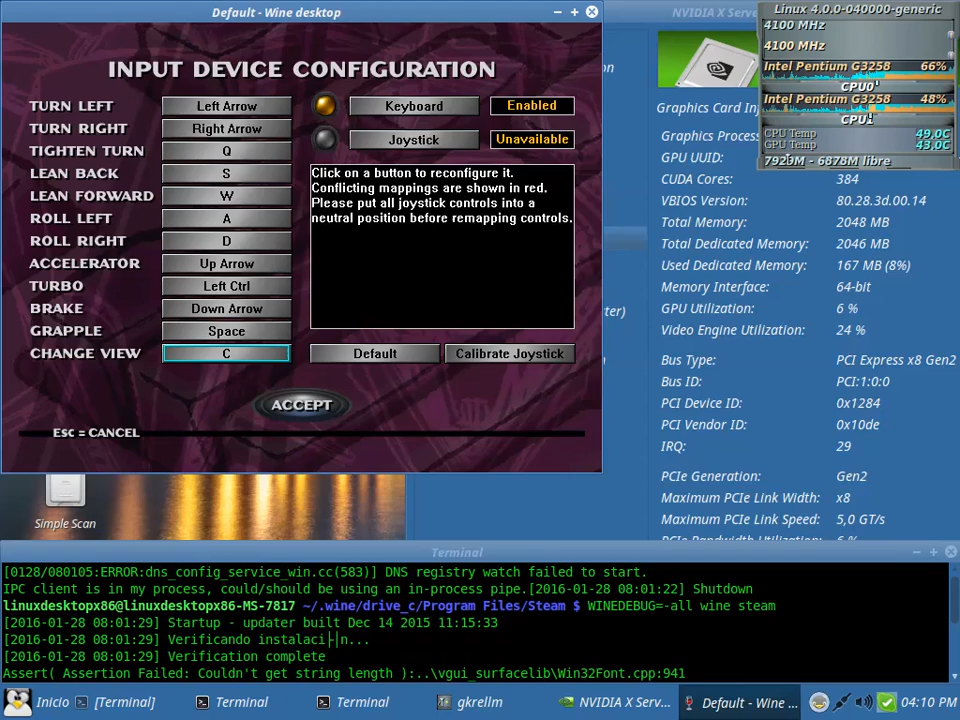 Default - Wine desktop
INPUT DEVICE CONFIGURATION
TURN LEFT Left Arrow Keyboard Enabled
TURN RIGHT Right Arrow
TIGHTEN TURN Q Joystick Unavailable
LEAN BACK S
LEAN FORWARD W
ROLL LEFT A
ROLL RIGHT D
ACCELERATOR Up Arrow
TURBO Left Ctrl
BRAKE Down Arrow
GRAPPLE Space
CHANGE VIEW C Default Calibrate Joystick
Click on a button to reconfigure it.
Conflicting mappings are shown in red.
Please put all joystick controls into a
neutral position before remapping controls.
ACCEPT
ESC = CANCEL
NVIDIA X Serve
on
ter)
Graphics Card In
Graphics Proces
GPU UUID:
CUDA Cores: 384
VBIOS Version: 80.28.3d.00.14
Total Memory: 2048 MB
Total Dedicated Memory: 2046 MB
Used Dedicated Memory: 167 MB (8%)
Memory Interface: 64-bit
GPU Utilization: 6 %
Video Engine Utilization: 24 %
Bus Type: PCI Express x8 Gen2
Bus ID: PCI:1:0:0
PCI Device ID: 0x1284
PCI Vendor ID: 0x10de
IRQ: 29
PCIe Generation: Gen2
Maximum PCIe Link Width: x8
Maximum PCIe Link Speed: 5,0 GT/s
PCIe Bandwidth Utilization: 6 %
Linux 4.0.0-040000-generic
4100 MHz
4100 MHz
Intel Pentium G3258 66%
CPU0
Intel Pentium G3258 48%
CPU1
CPU Temp 49.0C
GPU Temp 43.0C
7929M - 6878M libre
Simple Scan
Terminal
[0128/080105:ERROR:dns_config_service_win.cc(583)] DNS registry watch failed to start.
IPC client is in my process, could/should be using an in-process pipe.[2016-01-28 08:01:22] Shutdown
linuxdesktopx86@linuxdesktopx86-MS-7817 ~/.wine/drive_c/Program Files/Steam $ WINEDEBUG=-all wine steam
[2016-01-28 08:01:29] Startup - updater built Dec 14 2015 11:15:33
[2016-01-28 08:01:29] Verificando instalaci├│n...
[2016-01-28 08:01:29] Verification complete
Assert( Assertion Failed: Couldn't get string length ):..\vgui_surfacelib\Win32Font.cpp:941
Inicio [Terminal] Terminal Terminal gkrellm NVIDIA X Serv... Default - Wine ... 04:10 PM